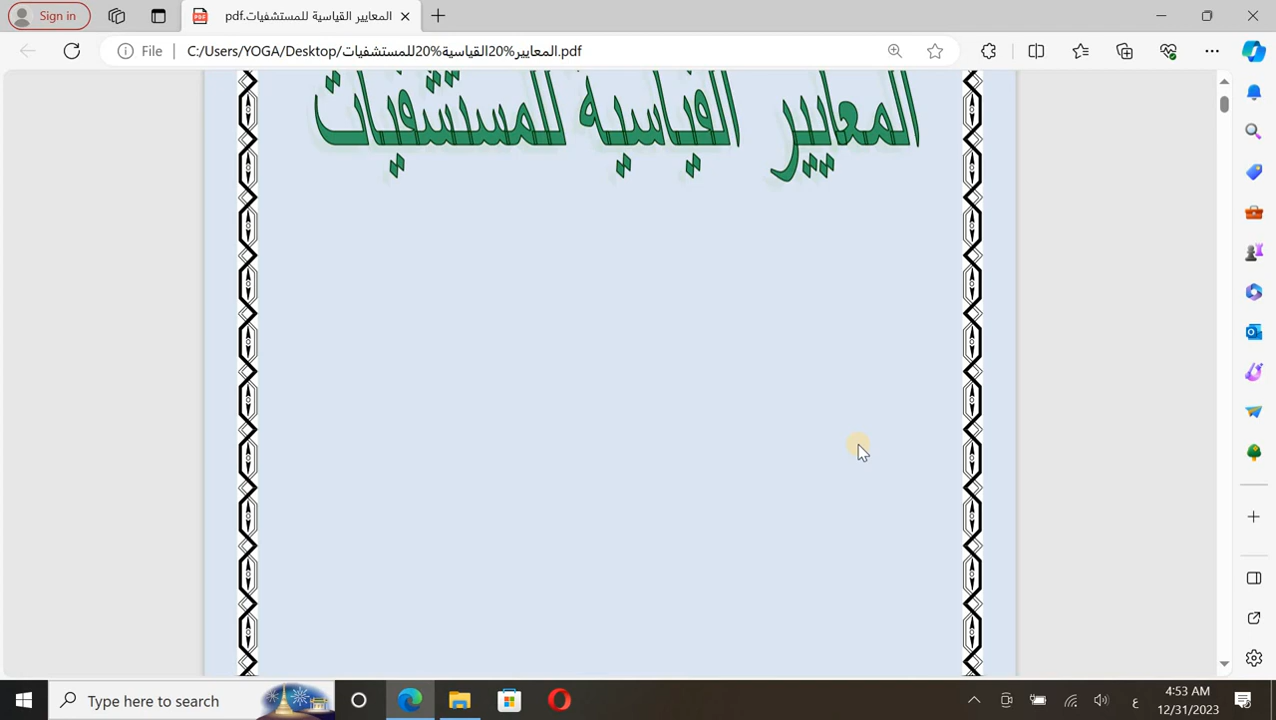 Sign in
المعايير القياسية للمستشفيات.pdf
File
C:/Users/YOGA/Desktop/المعايير%20القياسية%20للمستشفيات.pdf
المعايير القياسية للمستشفيات
Type here to search
ع
4:53 AM
12/31/2023